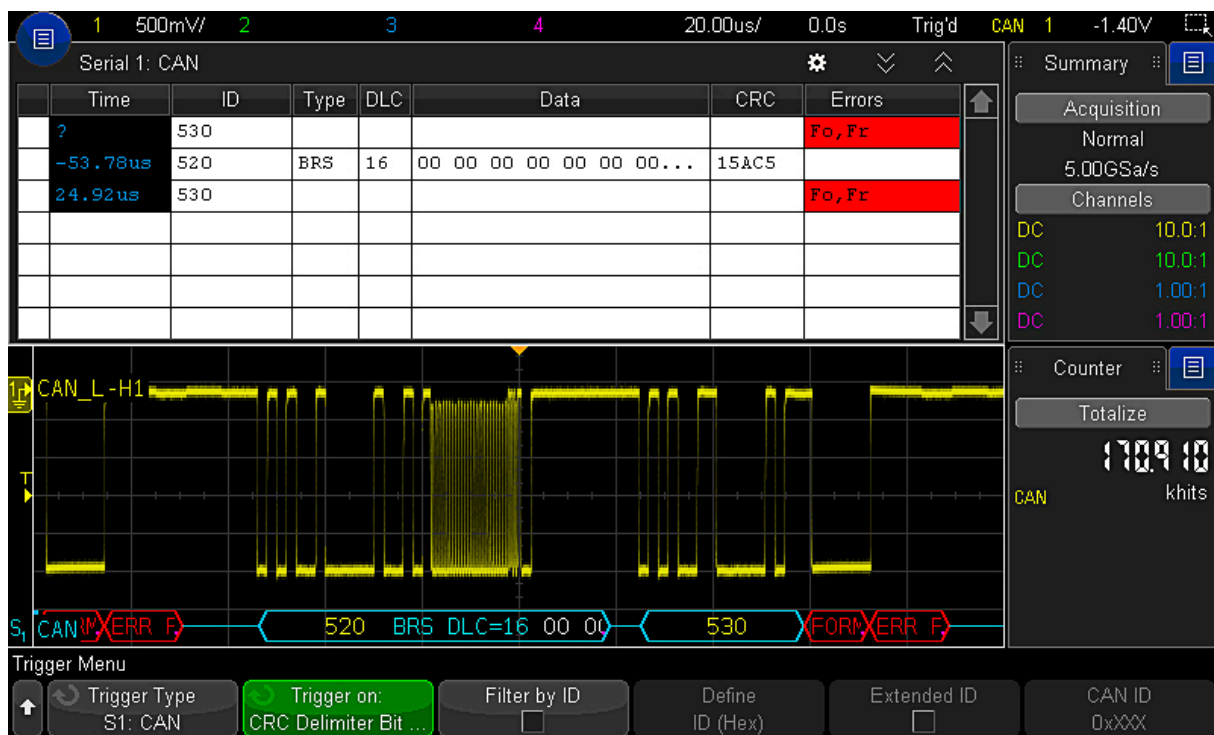 1 500mV/ 2 3 4 20.00us/ 0.0s Trig'd CAN 1 -1.40V
Serial 1: CAN
Time ID Type DLC Data CRC Errors
? 530 Fo,Fr
-53.78us 520 BRS 16 00 00 00 00 00 00 00... 15AC5
24.92us 530 Fo,Fr
Summary
Acquisition
Normal
5.00GSa/s
Channels
DC 10.0:1
DC 10.0:1
DC 1.00:1
DC 1.00:1
Counter
Totalize
170.910
CAN khits
1 CAN_L-H1
T
S1 CAN ERR F 520 BRS DLC=16 00 00 530 FORM ERR F
Trigger Menu
Trigger Type
S1: CAN
Trigger on:
CRC Delimiter Bit ...
Filter by ID
Define
ID (Hex)
Extended ID
CAN ID
0xXXX